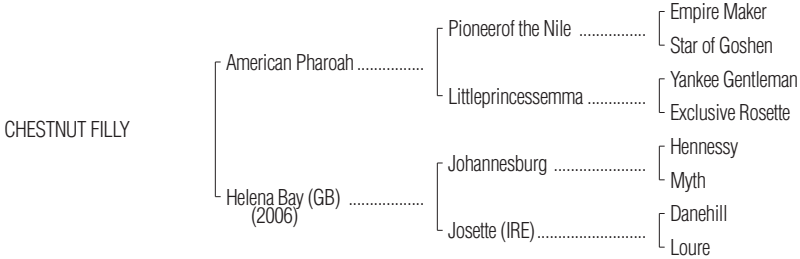 Empire Maker
Pioneerof the Nile ................
Star of Goshen
American Pharoah ................
Yankee Gentleman
Littleprincessemma ..............
Exclusive Rosette
CHESTNUT FILLY
Hennessy
Johannesburg ......................
Myth
Helena Bay (GB) ..................
(2006)
Danehill
Josette (IRE)..........................
Loure